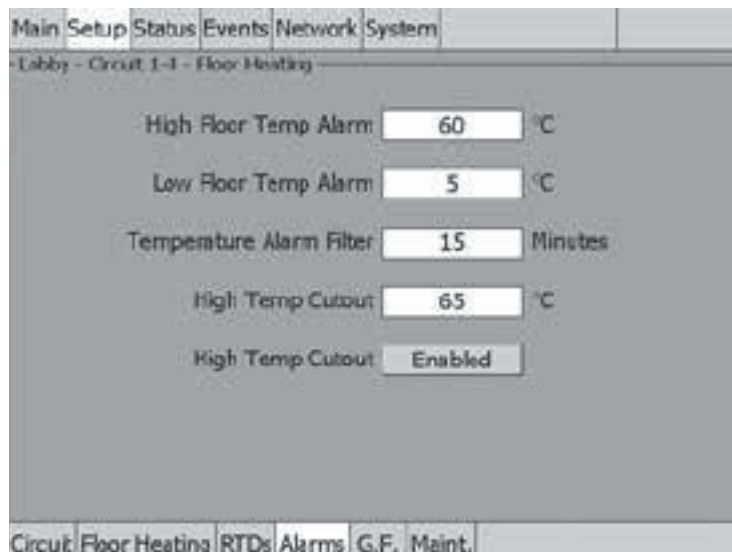 Main Setup Status Events Network System
Lobby - Circuit 1-1 - Floor Heating
High Floor Temp Alarm 60 °C
Low Floor Temp Alarm 5 °C
Temperature Alarm Filter 15 Minutes
High Temp Cutout 65 °C
High Temp Cutout Enabled
Circuit Floor Heating RTDs Alarms G.F. Maint.